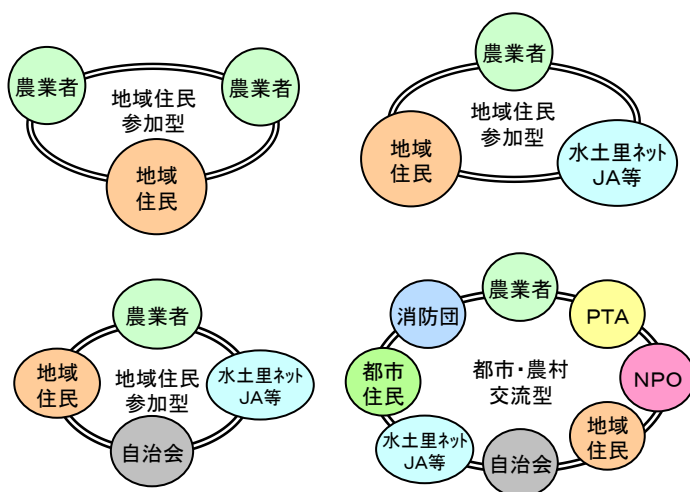 農業者
農業者
地域住民
参加型
地域
住民
農業者
地域住民
参加型
地域
住民
水土里ネット
JA等
農業者
地域
住民
地域住民
参加型
水土里ネット
JA等
自治会
農業者
消防団
PTA
都市・農村
交流型
都市
住民
NPO
地域
住民
水土里ネット
JA等
自治会